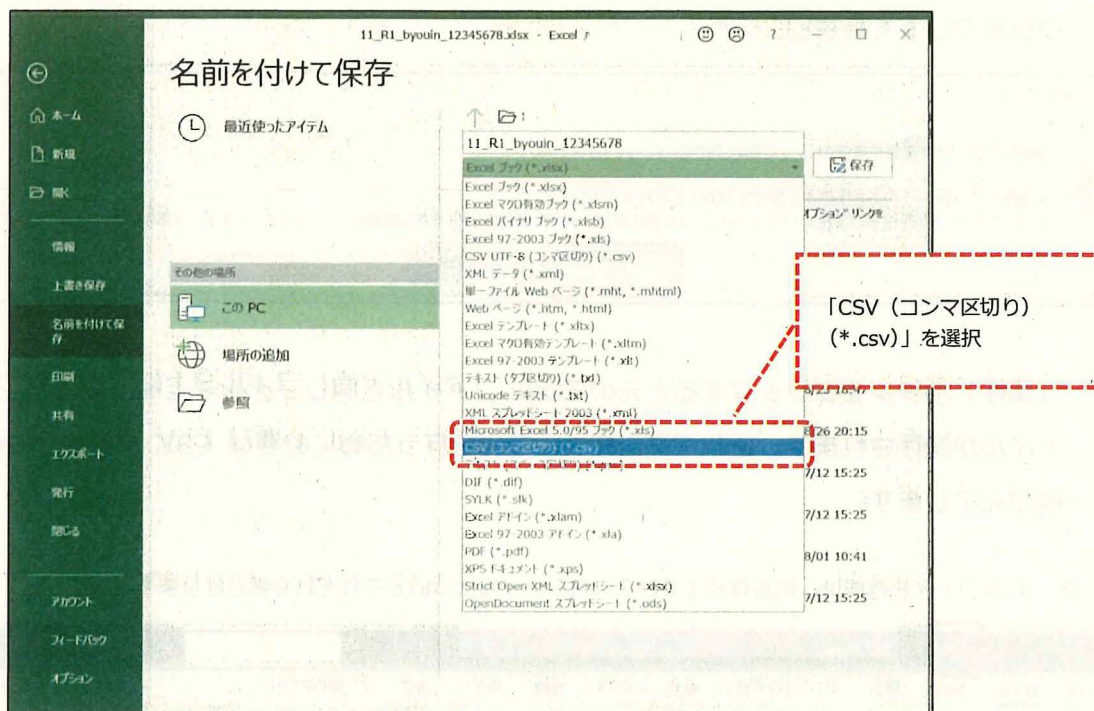 11_R1_byouin_12345678.xlsx - Excel
?
名前を付けて保存
ホーム
新規
開く
情報
上書き保存
名前を付けて保
存
印刷
共有
エクスポート
発行
閉じる
アカウント
フィードバック
オプション
最近使ったアイテム
その他の場所
この PC
場所の追加
参照
11_R1_byouin_12345678
Excel ブック (*.xlsx)
保存
Excel ブック (*.xlsx)
Excel マクロ有効ブック (*.xlsm)
Excel バイナリ ブック (*.xlsb)
Excel 97-2003 ブック (*.xls)
CSV UTF-8 (コンマ区切り) (*.csv)
XML データ (*.xml)
単一ファイル Web ページ (*.mht, *.mhtml)
Web ページ (*.htm, *.html)
Excel テンプレート (*.xltx)
Excel マクロ有効テンプレート (*.xltm)
Excel 97-2003 テンプレート (*.xlt)
テキスト (タブ区切り) (*.txt)
Unicode テキスト (*.txt)
XML スプレッドシート 2003 (*.xml)
Microsoft Excel 5.0/95 ブック (*.xls)
CSV (コンマ区切り) (*.csv)
DIF (*.dif)
SYLK (*.slk)
Excel アドイン (*.xlam)
Excel 97-2003 アドイン (*.xla)
PDF (*.pdf)
XPS ドキュメント (*.xps)
Strict Open XML スプレッドシート (*.xlsx)
OpenDocument スプレッドシート (*.ods)
オプション リンクを
26 20:15
7/12 15:25
7/12 15:25
8/01 10:41
7/12 15:25
「CSV（コンマ区切り）
（*.csv）」を選択